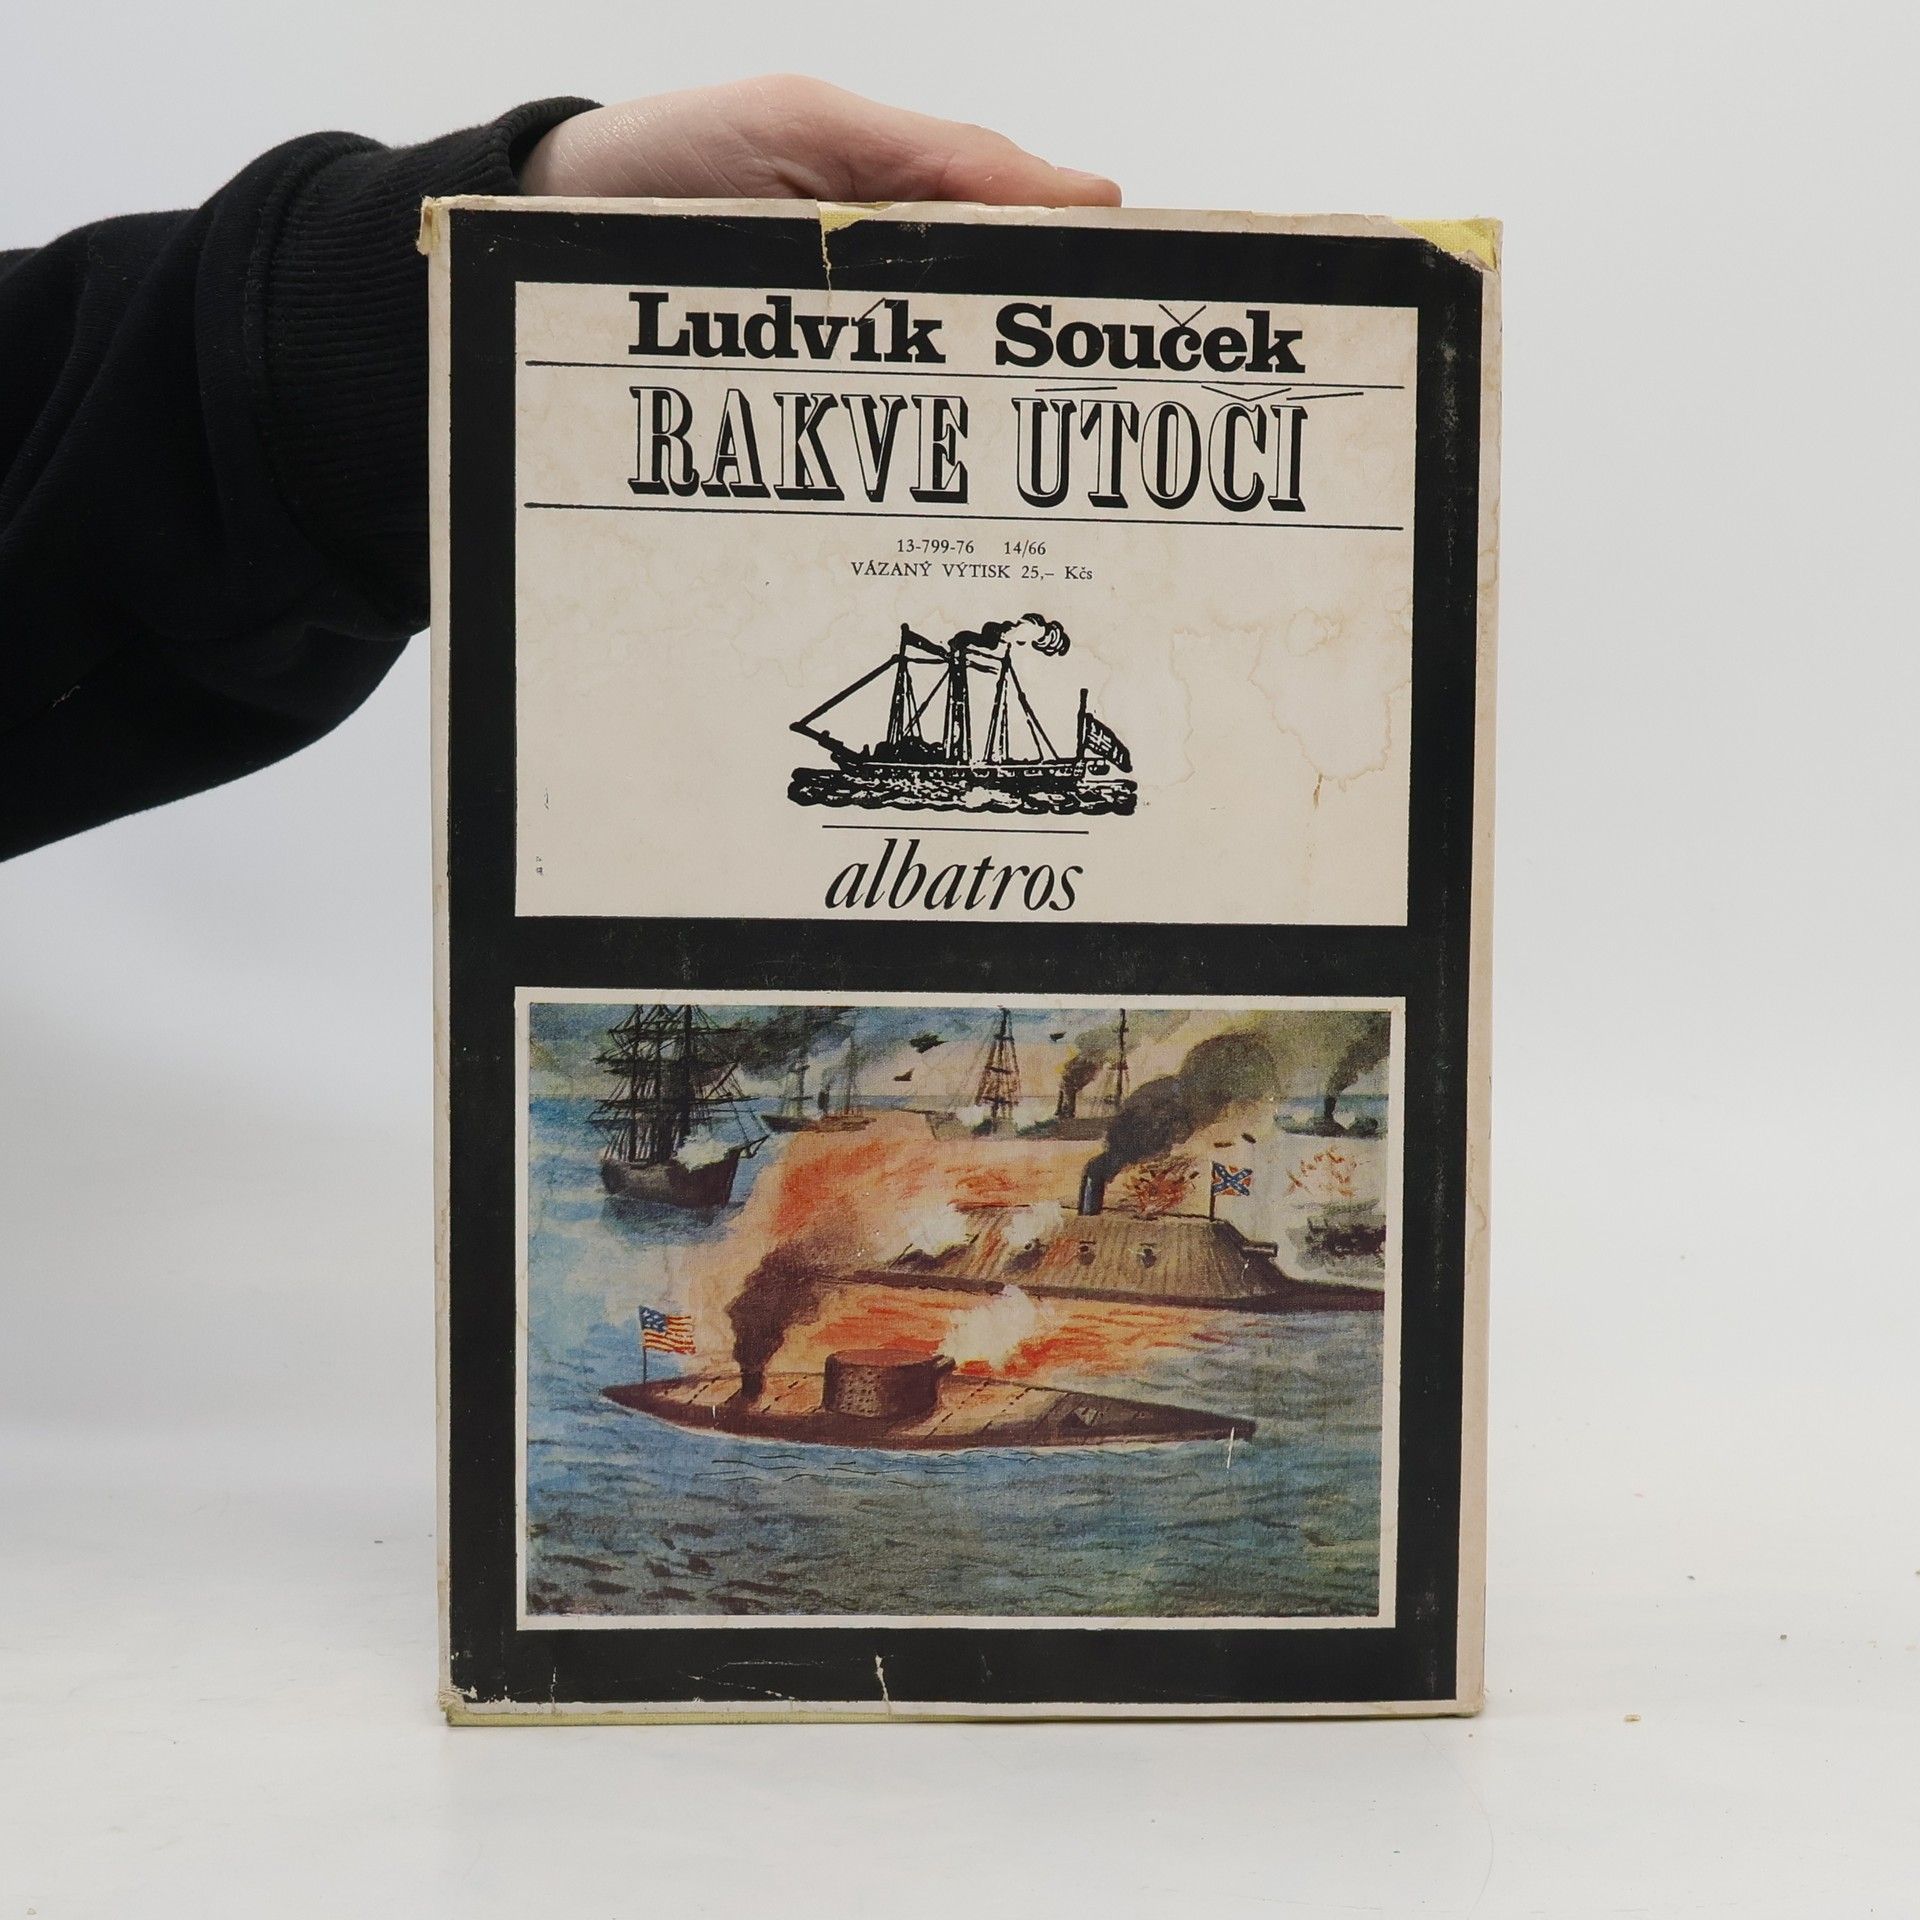 Ludvík Souček
RAKVE ÚTOČÍ
13-799-76 14/66
VÁZANÝ VÝTISK 25,– Kčs
albatros